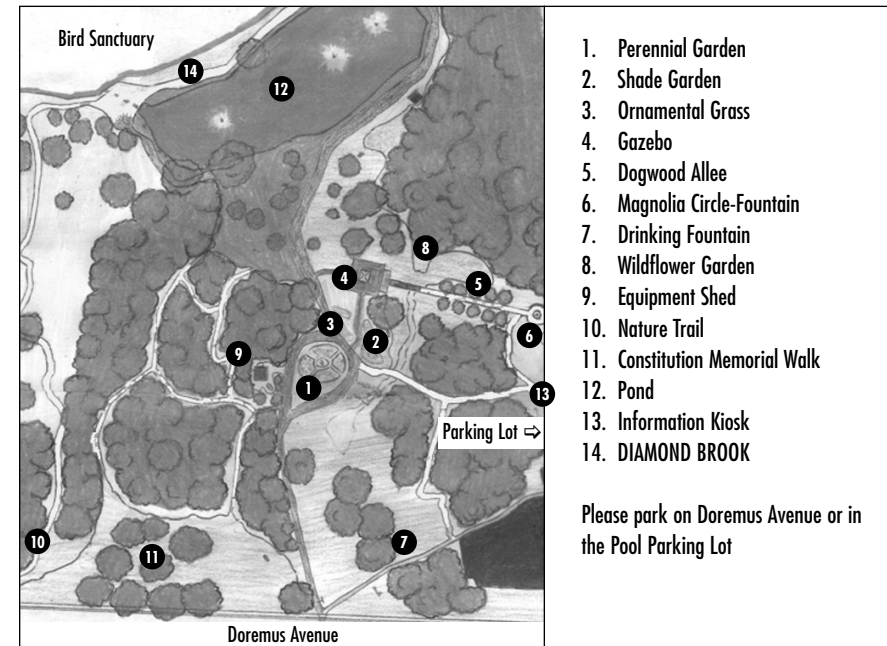 Bird Sanctuary
14
12
8
4
5
3
2
6
9
1
13
Parking Lot ⇨
10
11
7
Doremus Avenue
1. Perennial Garden
2. Shade Garden
3. Ornamental Grass
4. Gazebo
5. Dogwood Allee
6. Magnolia Circle-Fountain
7. Drinking Fountain
8. Wildflower Garden
9. Equipment Shed
10. Nature Trail
11. Constitution Memorial Walk
12. Pond
13. Information Kiosk
14. DIAMOND BROOK
Please park on Doremus Avenue or in
the Pool Parking Lot